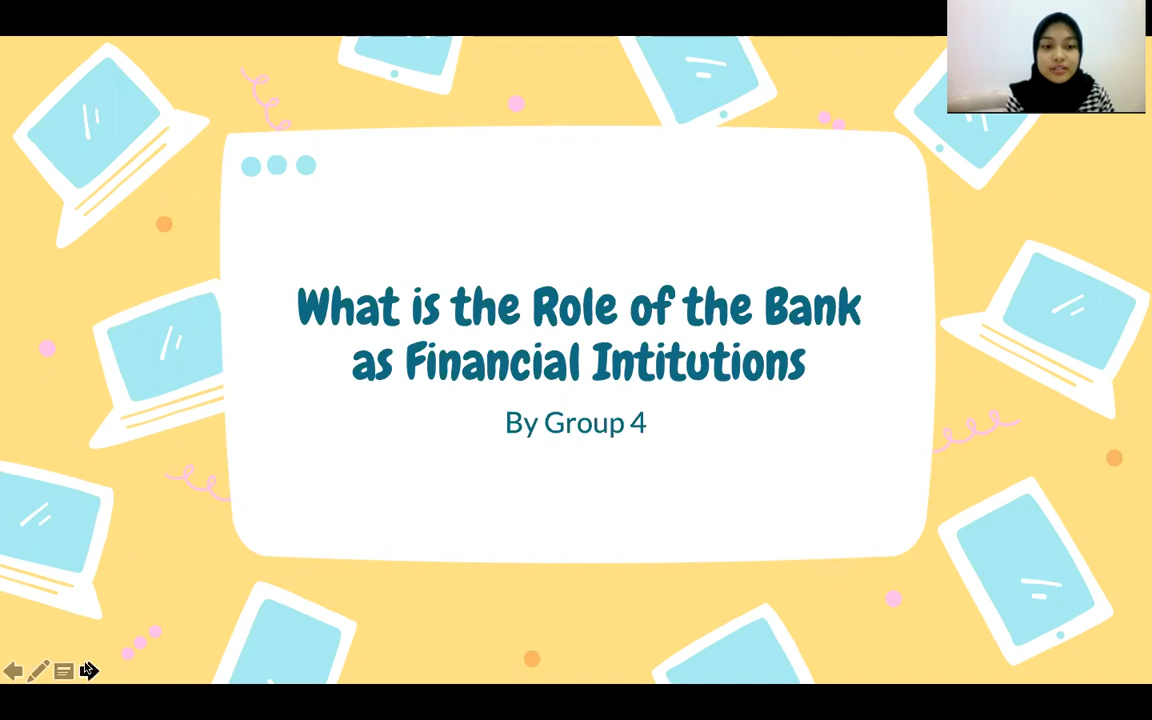 What is the Role of the Bank
as Financial Intitutions
By Group 4